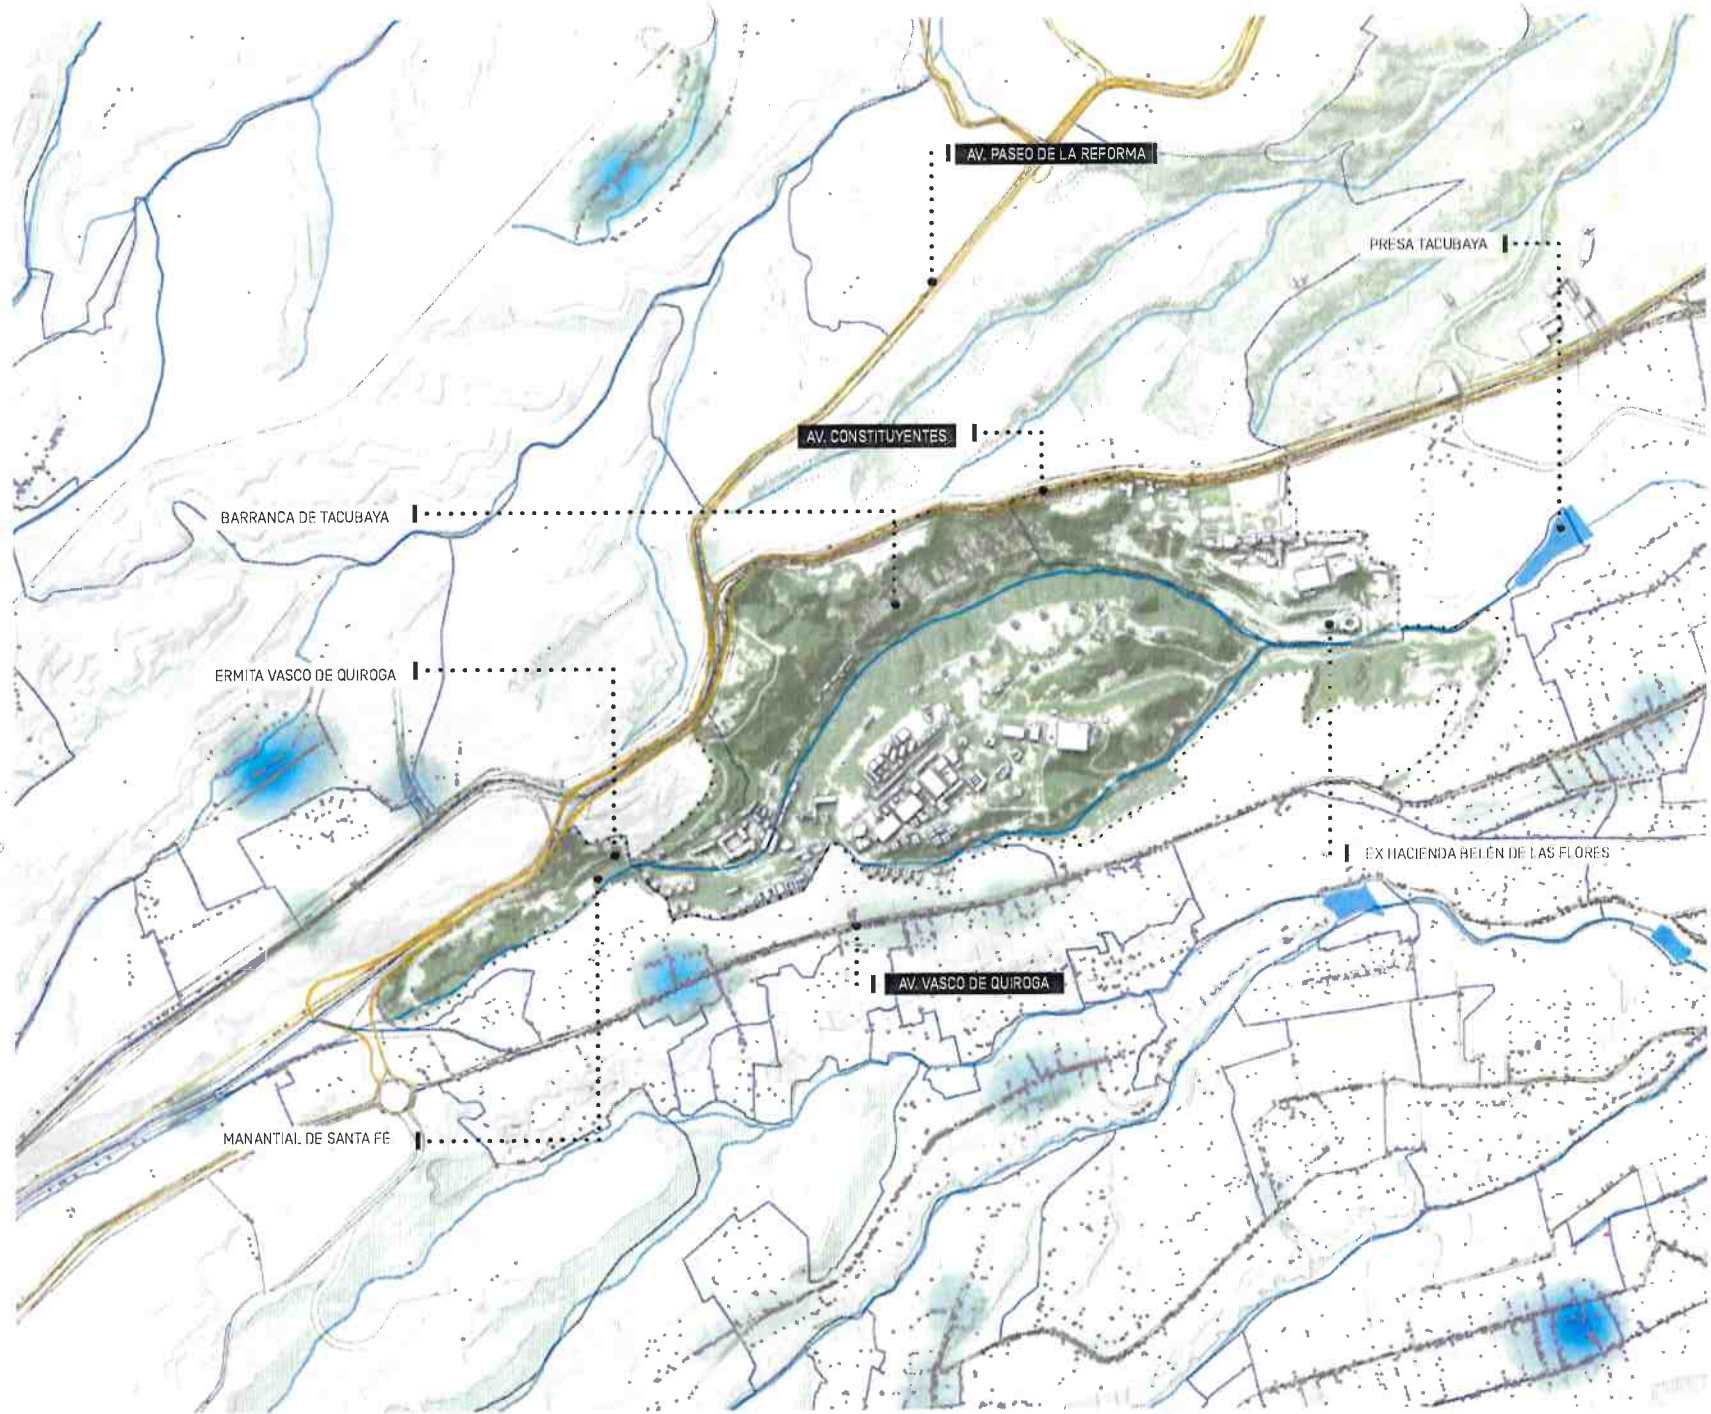 AV. PASEO DE LA REFORMA
PRESA TACUBAYA
AV. CONSTITUYENTES
BARRANCA DE TACUBAYA
ERMITA VASCO DE QUIROGA
EX HACIENDA BELÉN DE LAS FLORES
AV. VASCO DE QUIROGA
MANANTIAL DE SANTA FÉ